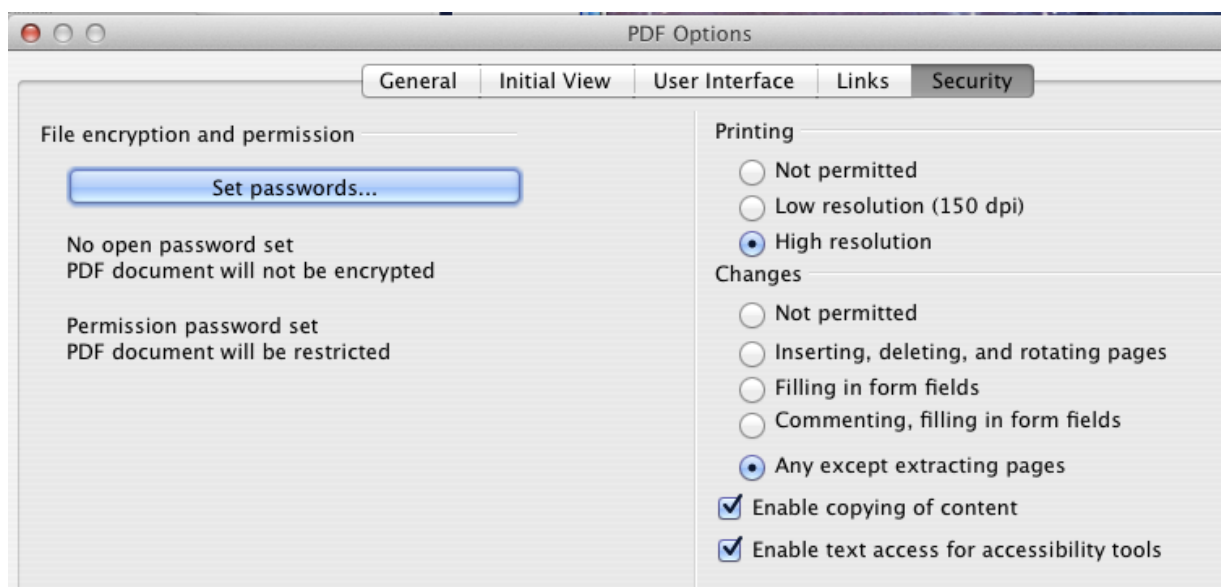 PDF Options
General
Initial View
User Interface
Links
Security
File encryption and permission
Set passwords...
No open password set
PDF document will not be encrypted
Permission password set
PDF document will be restricted
Printing
Not permitted
Low resolution (150 dpi)
High resolution
Changes
Not permitted
Inserting, deleting, and rotating pages
Filling in form fields
Commenting, filling in form fields
Any except extracting pages
Enable copying of content
Enable text access for accessibility tools